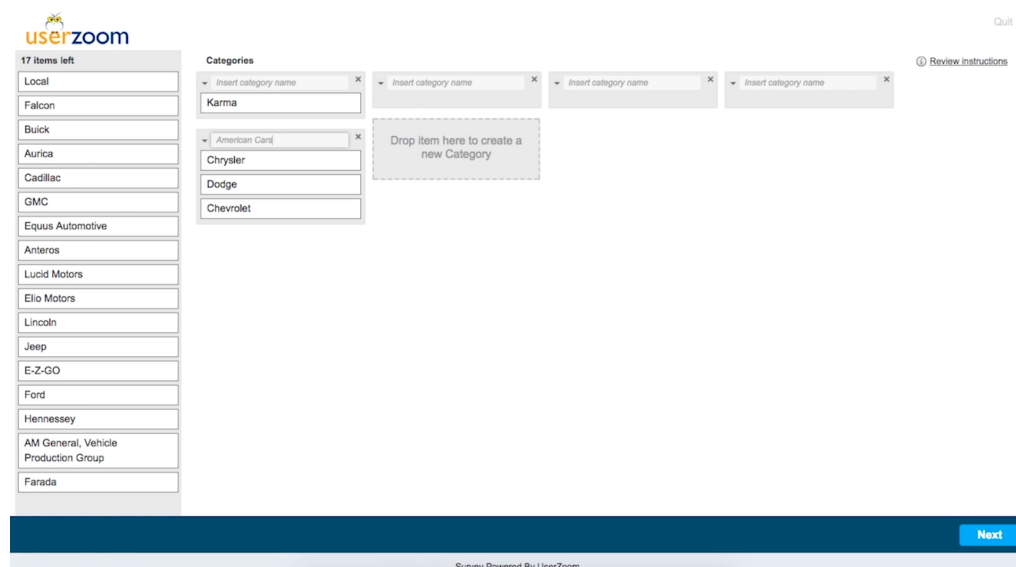 Quit
userzoom
17 items left
Local
Falcon
Buick
Aurica
Cadillac
GMC
Equus Automotive
Anteros
Lucid Motors
Elio Motors
Lincoln
Jeep
E-Z-GO
Ford
Hennessey
AM General, Vehicle
Production Group
Farada
Categories
Review instructions
Insert category name
Karma
Insert category name
Insert category name
Insert category name
American Cars
Chrysler
Dodge
Chevrolet
Drop item here to create a
new Category
Next
Survey Powered By UserZoom